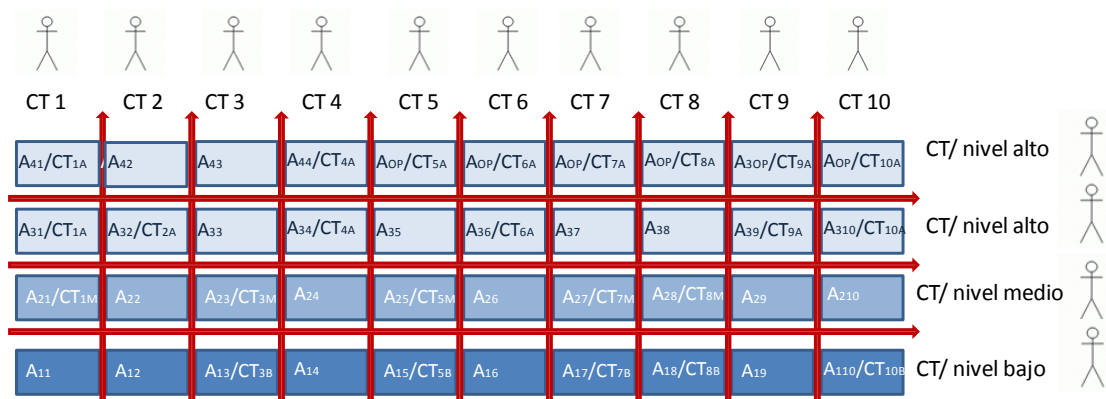 CT 1 CT 2 CT 3 CT 4 CT 5 CT 6 CT 7 CT 8 CT 9 CT 10
A41/CT1A A42 A43 A44/CT4A AOP/CT5A AOP/CT6A AOP/CT7A AOP/CT8A A3OP/CT9A AOP/CT10A CT/ nivel alto
A31/CT1A A32/CT2A A33 A34/CT4A A35 A36/CT6A A37 A38 A39/CT9A A310/CT10A CT/ nivel alto
A21/CT1M A22 A23/CT3M A24 A25/CT5M A26 A27/CT7M A28/CT8M A29 A210 CT/ nivel medio
A11 A12 A13/CT3B A14 A15/CT5B A16 A17/CT7B A18/CT8B A19 A110/CT10B CT/ nivel bajo